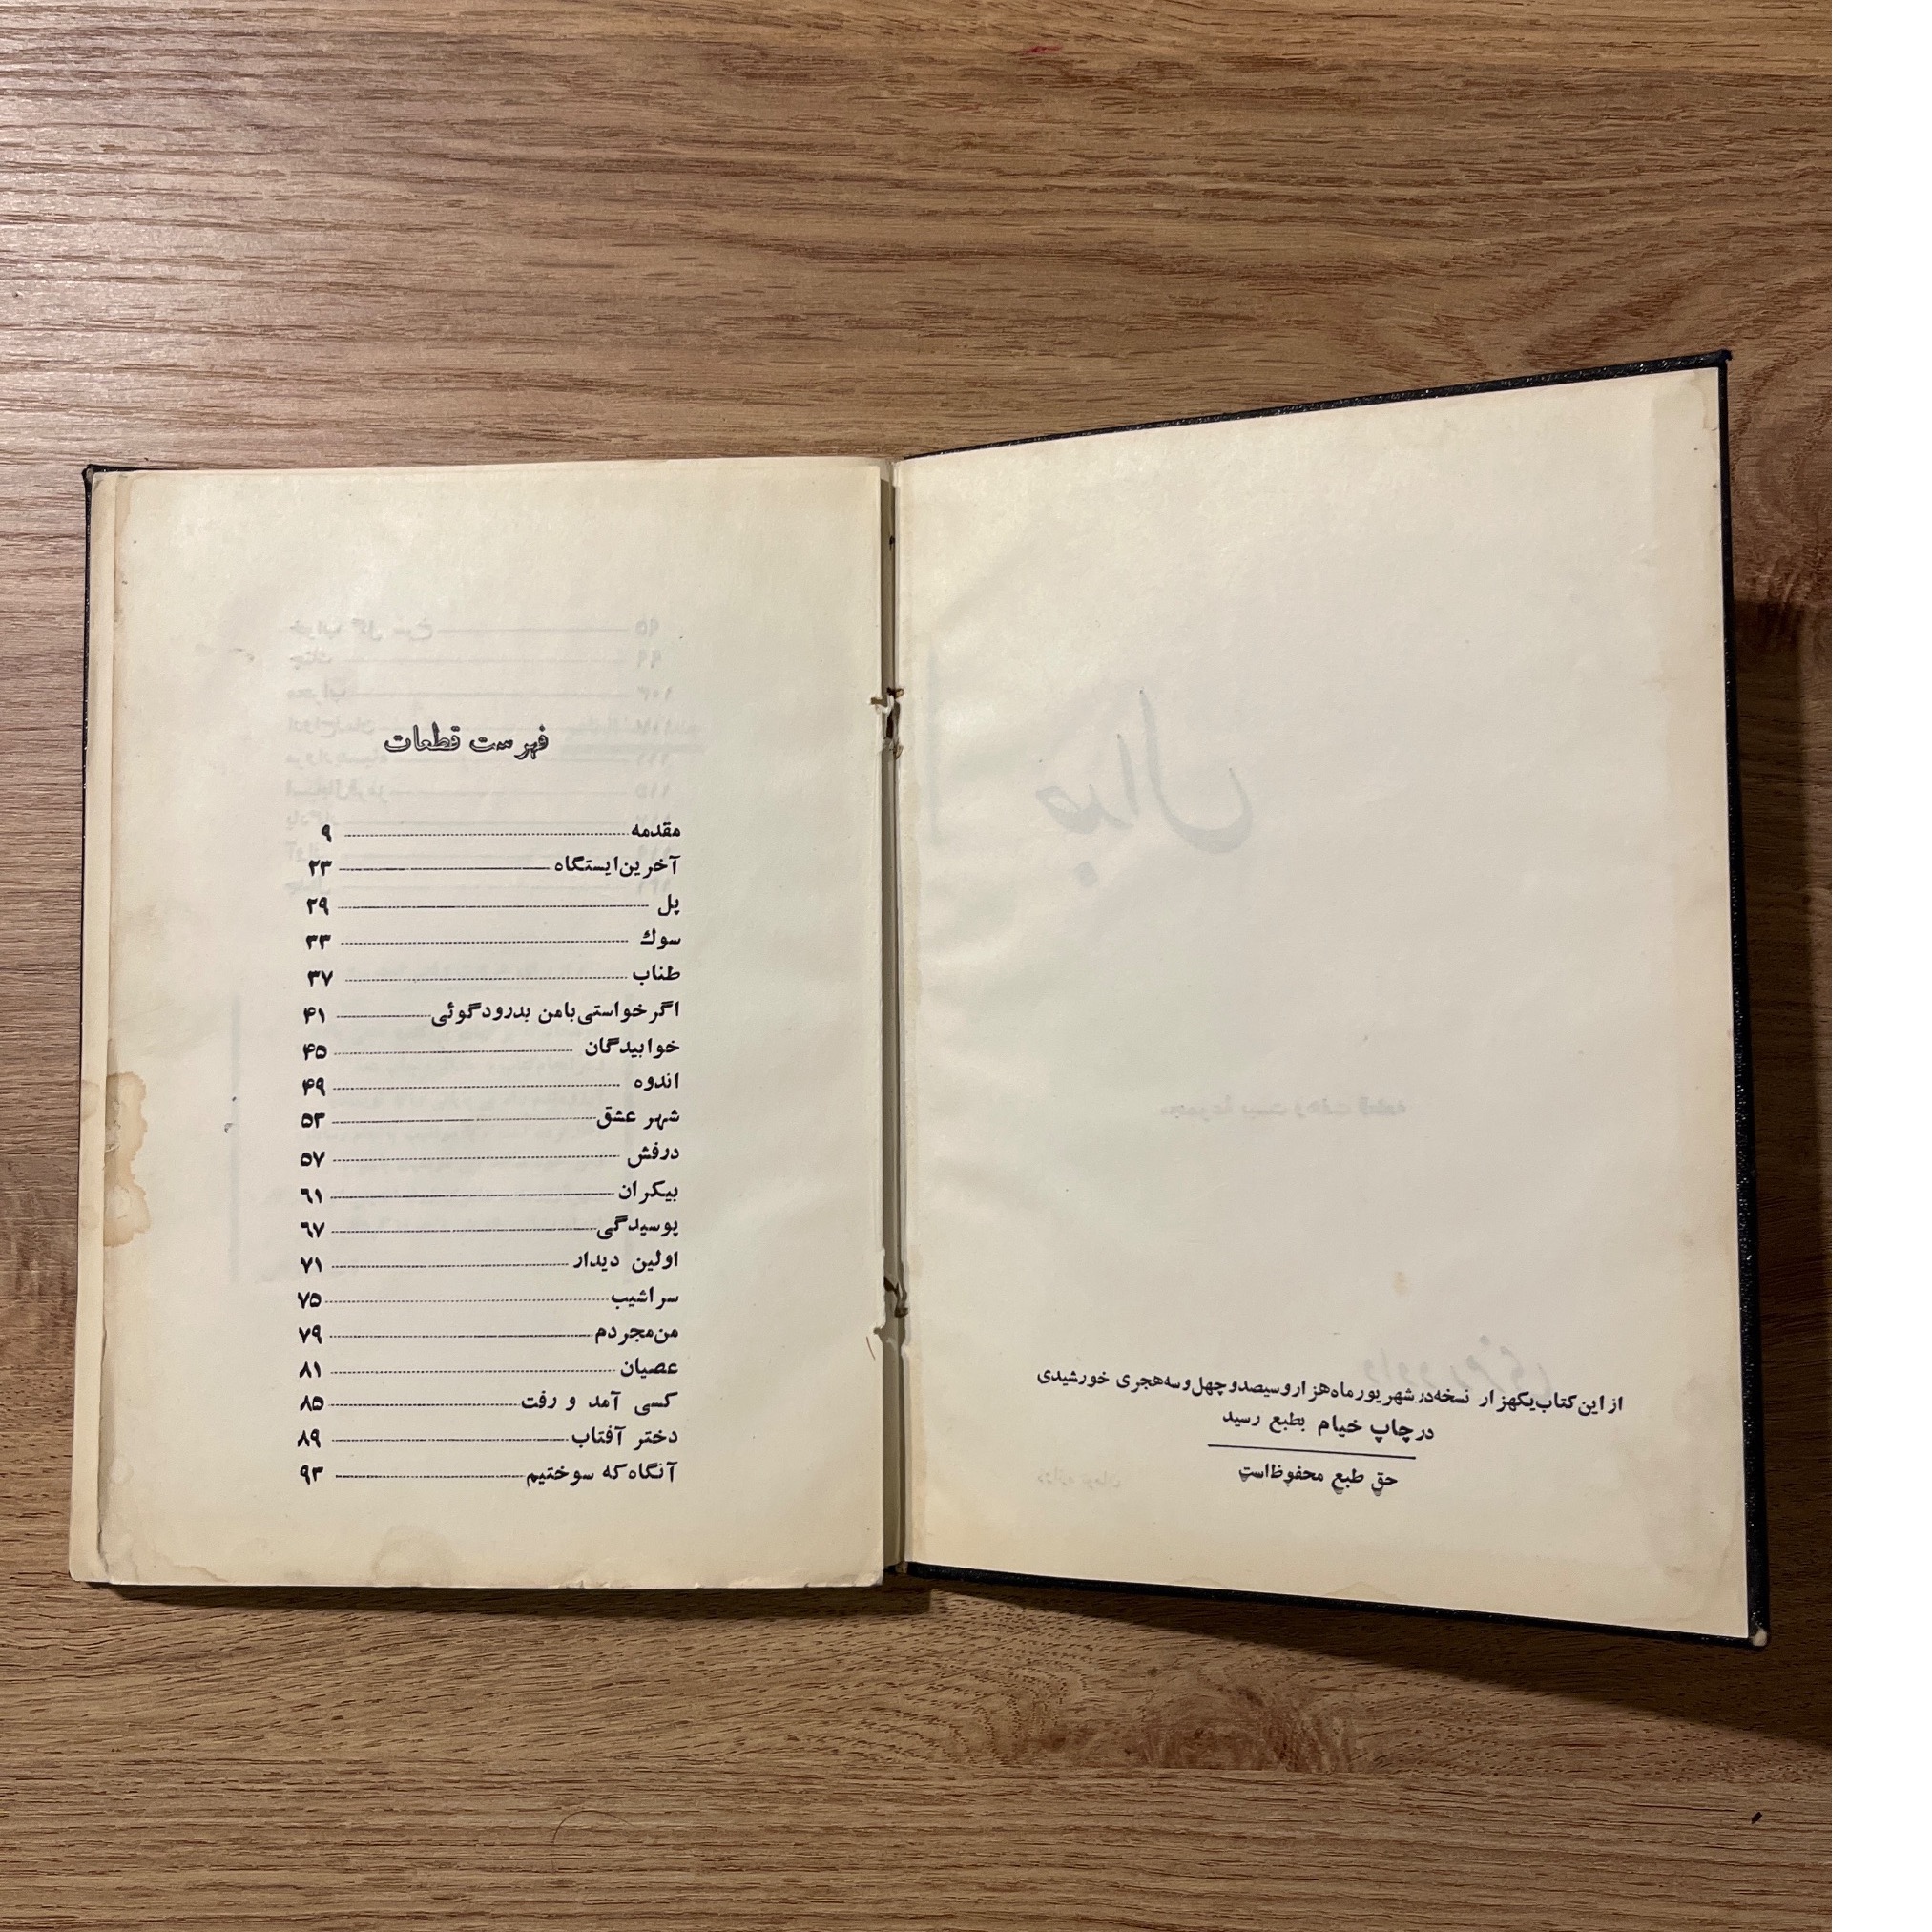 از این کتاب یکهزار نسخه در شهریور ماه هزار و سیصد و چهل و سه هجری خورشیدی
در چاپ خیام بطبع رسید
حق طبع محفوظ است
فهرست قطعات
مقدمه ۹
آخرین ایستگاه ۲۳
پل ۲۹
سوك ۳۳
طناب ۳۷
اگر خواستی بامن بدرود گوئی ۴۱
خوابیدگان ۴۵
اندوه ۴۹
شهر عشق ۵۳
درفش ۵۷
بیکران ۶۱
پوسیدگی ۶۷
اولین دیدار ۷۱
سراشیب ۷۵
من مجردم ۷۹
عصیان ۸۱
کسی آمد و رفت ۸۵
دختر آفتاب ۸۹
آنگاه که سوختیم ۹۳